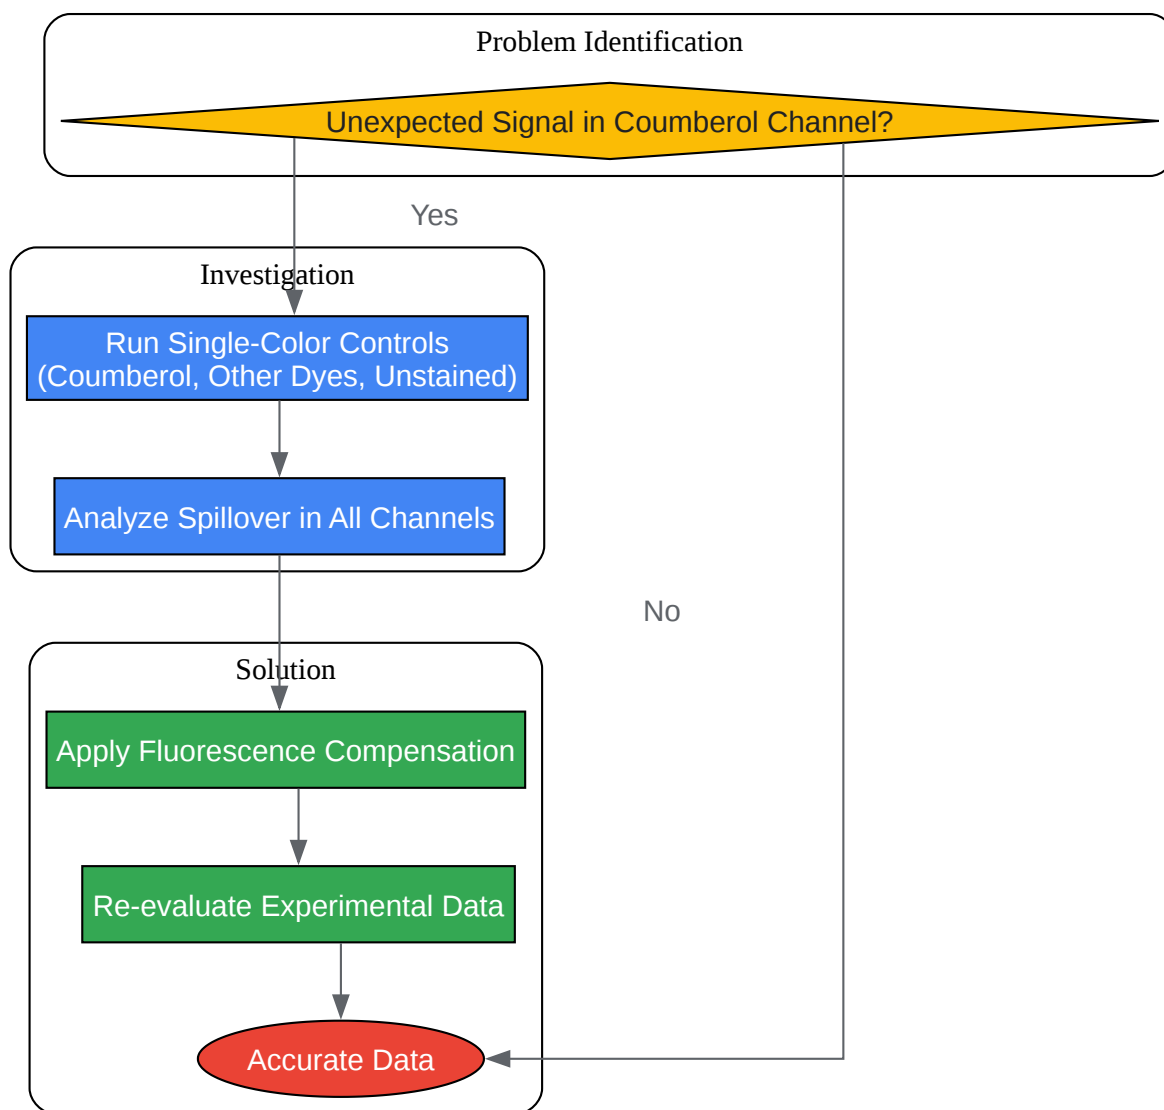 Problem Identification
Unexpected Signal in Coumberol Channel?
Yes
Investigation
Run Single-Color Controls
(Coumberol, Other Dyes, Unstained)
Analyze Spillover in All Channels
No
Solution
Apply Fluorescence Compensation
Re-evaluate Experimental Data
Accurate Data